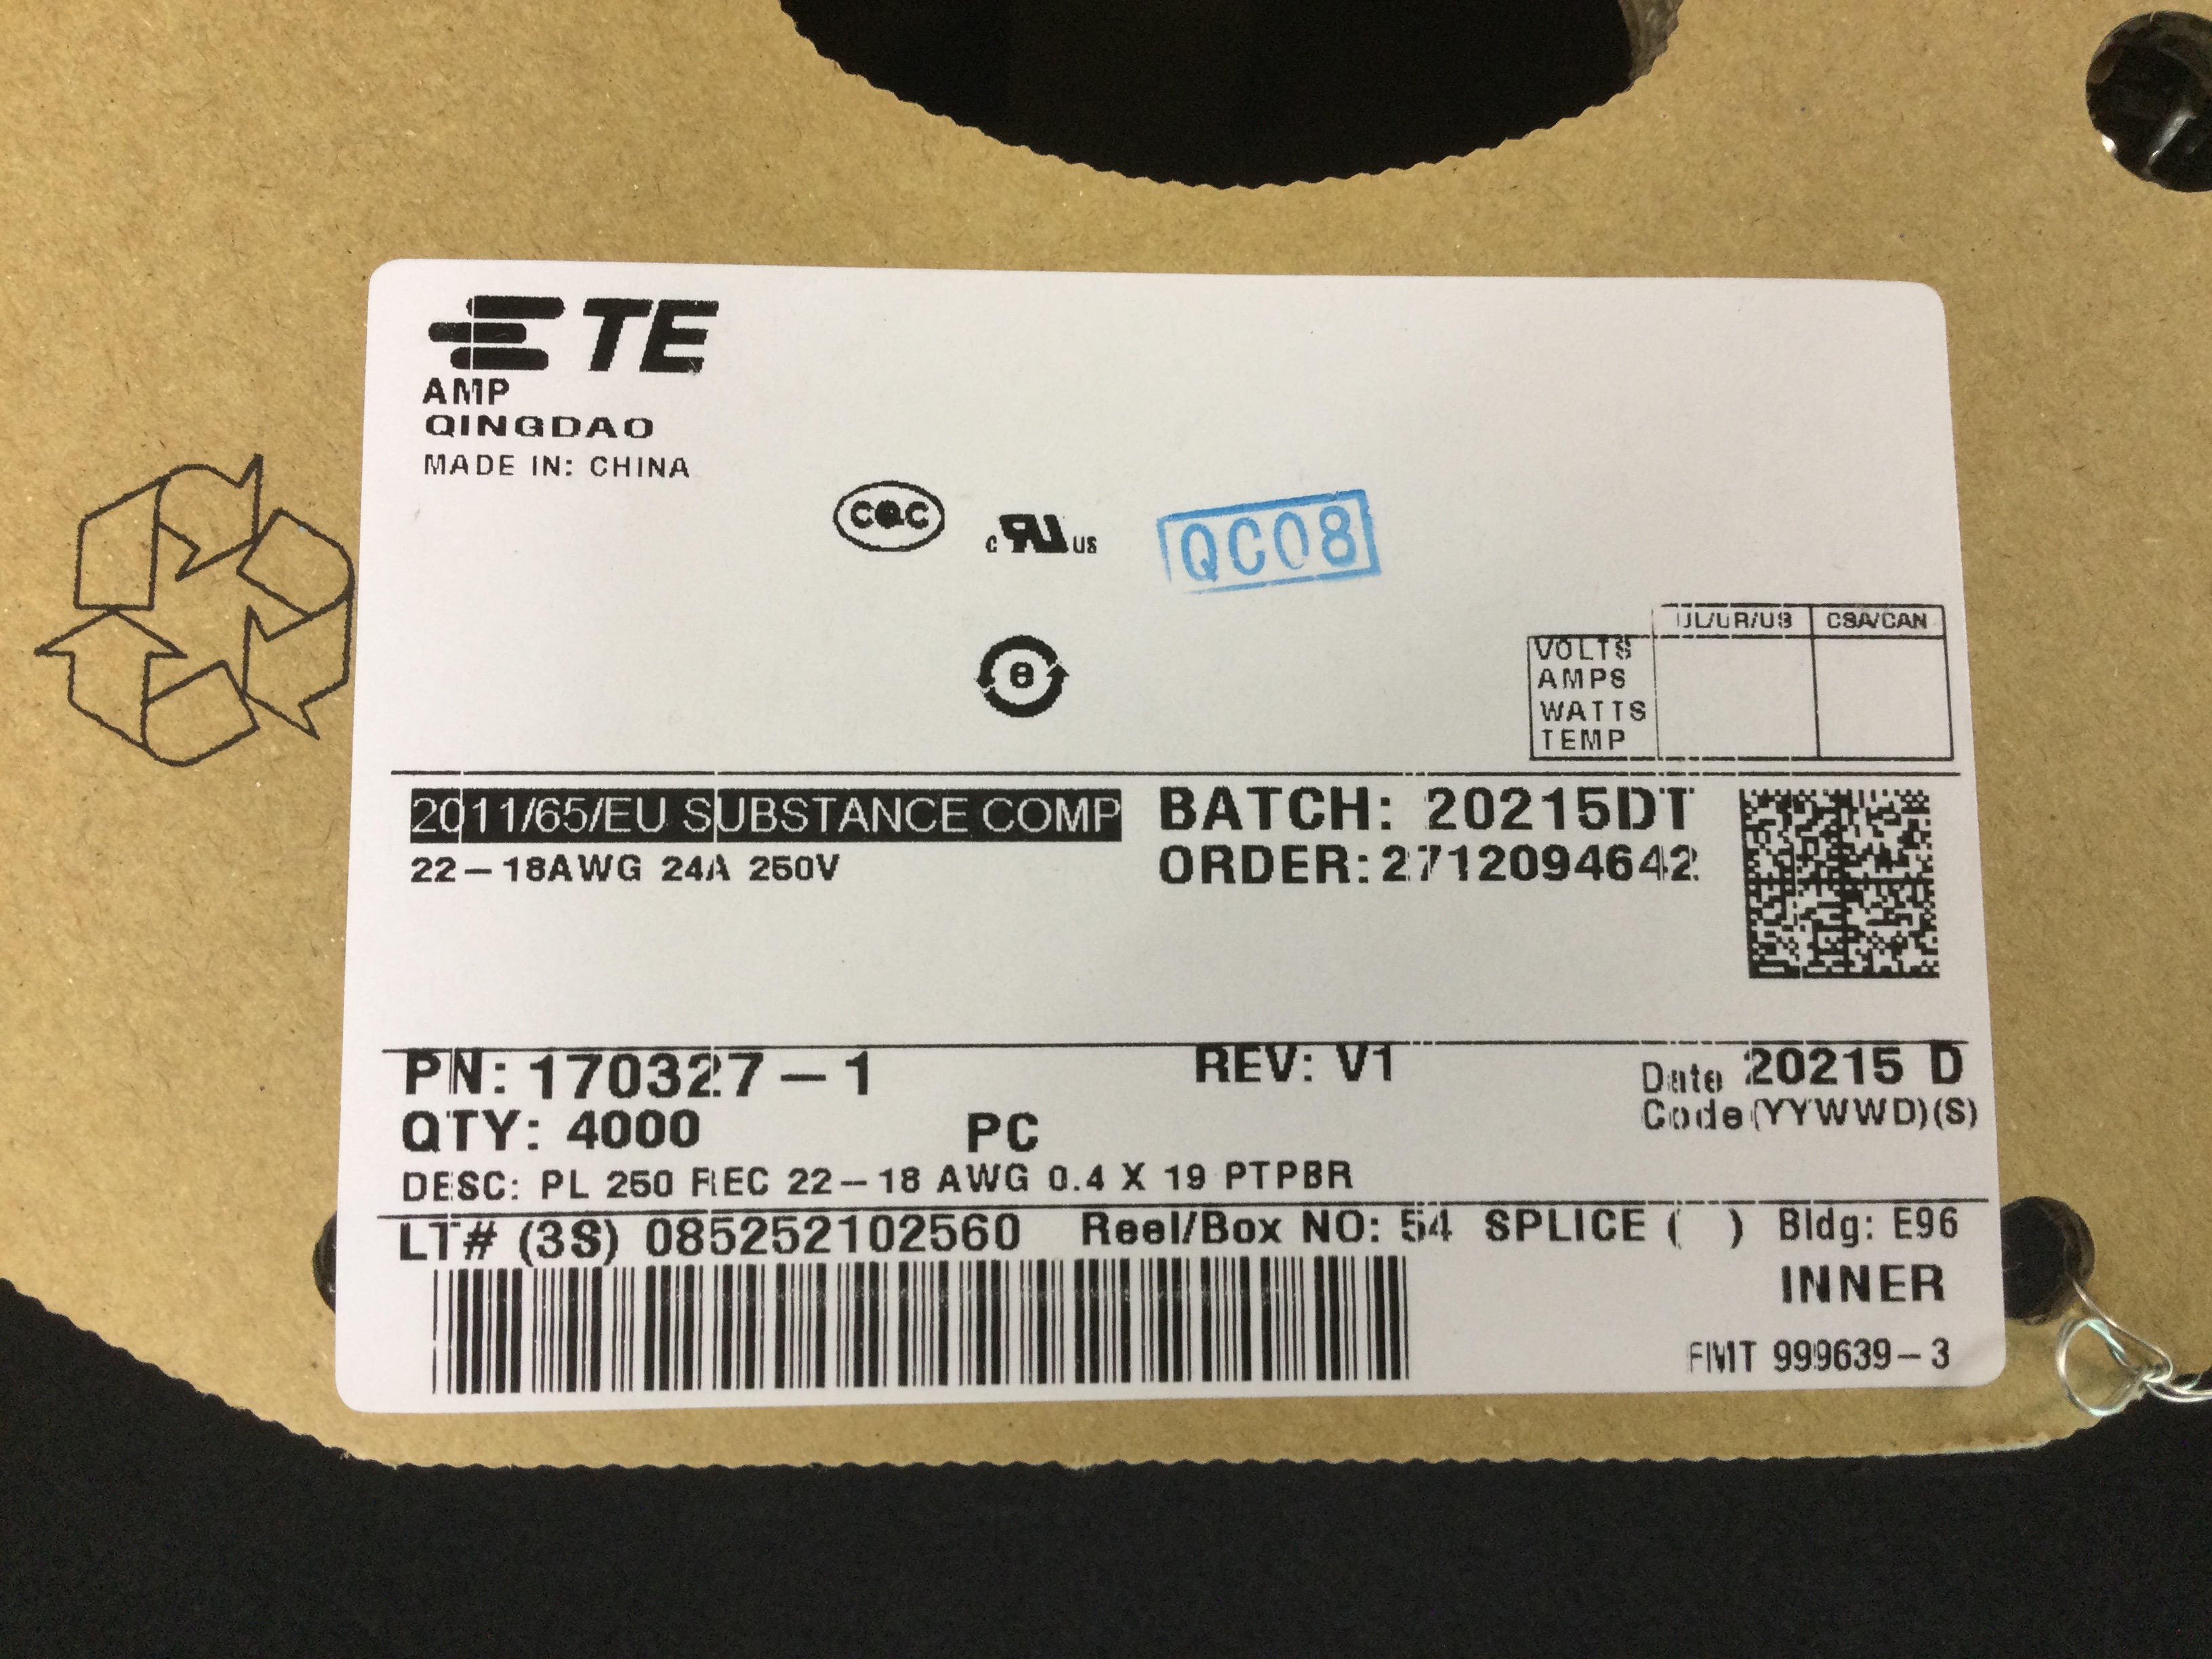 TE
AMP
QINGDAO
MADE IN: CHINA
CQC
c RU US
QC08
e
UL/UR/US CSA/CAN
VOLTS
AMPS
WATTS
TEMP
2011/65/EU SUBSTANCE COMP
22-18AWG 24A 250V
BATCH: 20215DT
ORDER: 2712094642
PN: 170327-1
REV: V1
Date 20215 D
Code (YYWWD)(S)
QTY: 4000 PC
DESC: PL 250 REC 22-18 AWG 0.4 X 19 PTPBR
LT# (3S) 085252102560 Reel/Box NO: 54 SPLICE ( ) Bldg: E96
INNER
FMT 999639-3